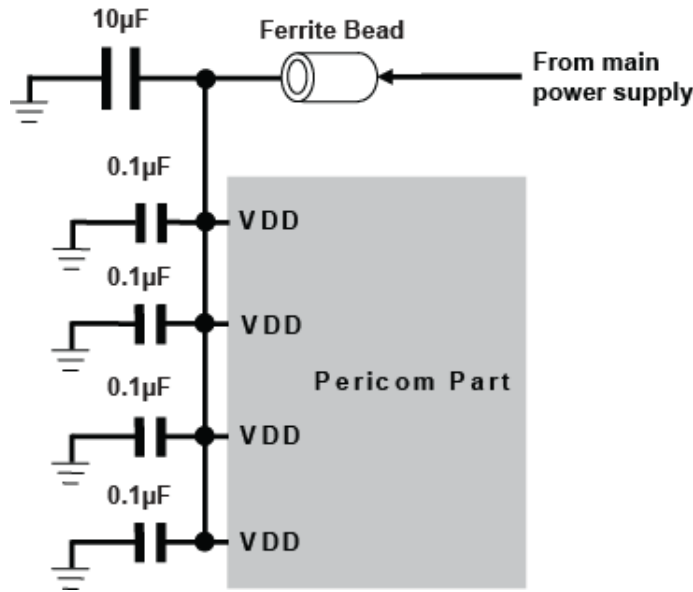 10µF
Ferrite Bead
From main
power supply
0.1µF
VDD
0.1µF
VDD
Pericom Part
0.1µF
VDD
0.1µF
VDD